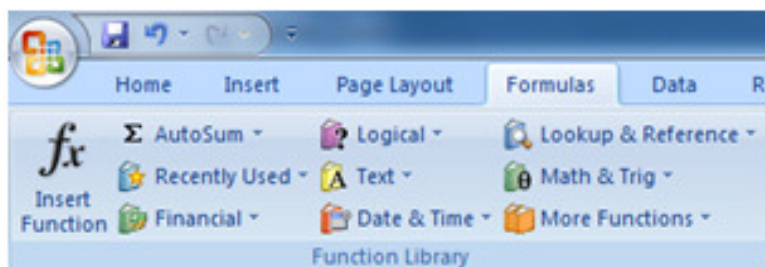 Home Insert Page Layout Formulas Data R
fx Σ AutoSum ? Logical Lookup & Reference
Insert Function Recently Used A Text θ Math & Trig
Financial Date & Time More Functions
Function Library